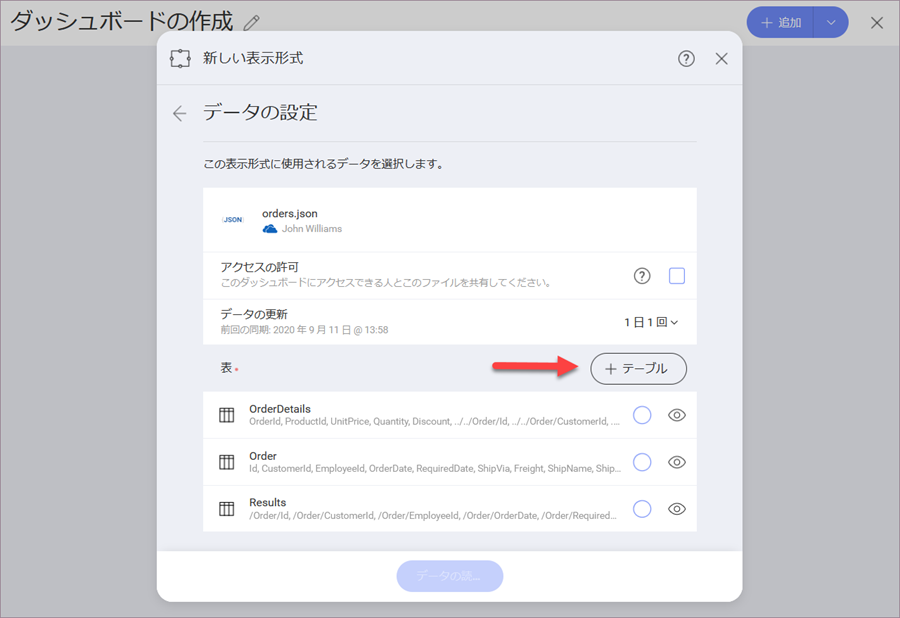 ダッシュボードの作成
追加
新しい表示形式
データの設定
この表示形式に使用されるデータを選択します。
JSON
orders.json
John Williams
アクセスの許可
このダッシュボードにアクセスできる人とこのファイルを共有してください。
データの更新
前回の同期: 2020 年 9 月 11 日 @ 13:58
1 日 1 回
表 *
+ テーブル
OrderDetails
OrderId, ProductId, UnitPrice, Quantity, Discount, ../../Order/Id, ../../Order/CustomerId, ....
Order
Id, CustomerId, EmployeeId, OrderDate, RequiredDate, ShipVia, Freight, ShipName, Ship...
Results
/Order/Id, /Order/CustomerId, /Order/EmployeeId, /Order/OrderDate, /Order/Required...
データの読...